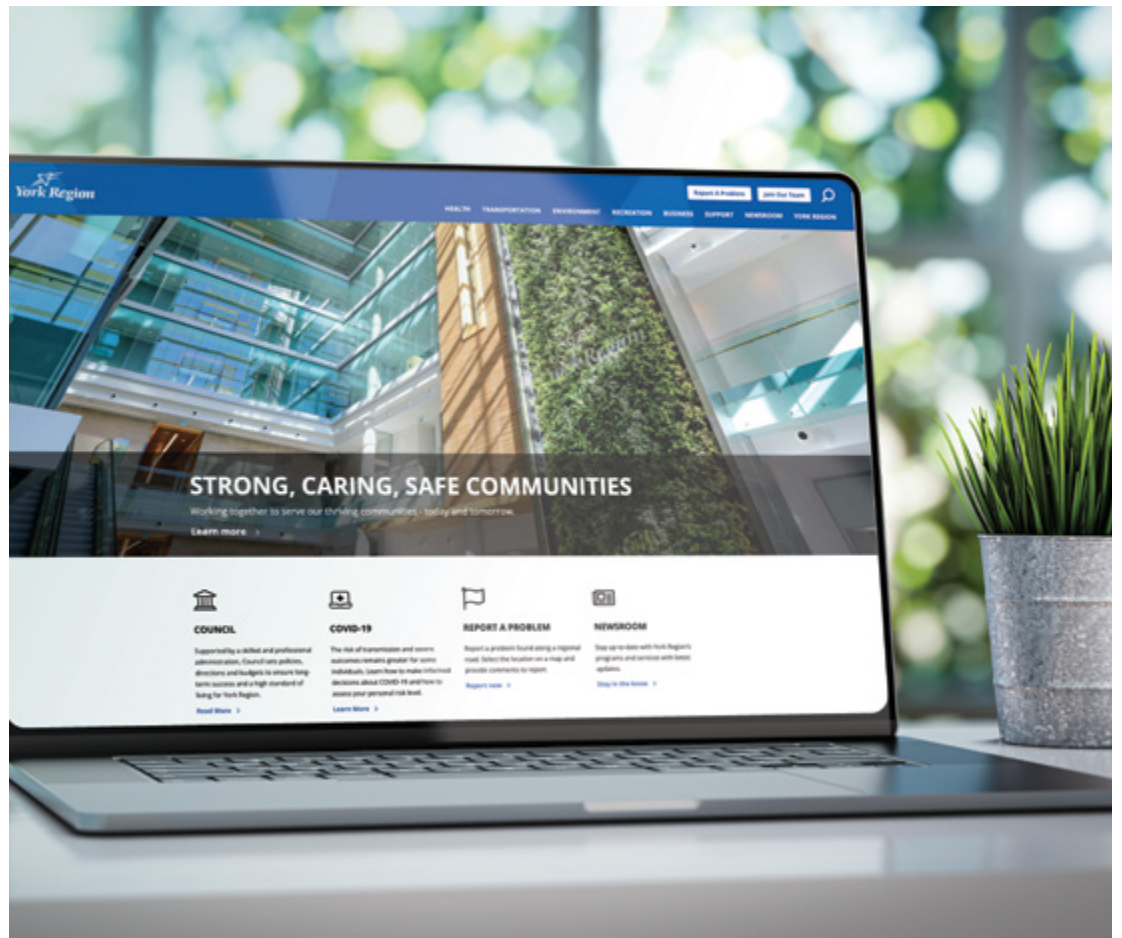 York Region
Report A Problem
Join Our Team
HEALTH TRANSPORTATION ENVIRONMENT RECREATION BUSINESS SUPPORT NEWSROOM YORK REGION
STRONG, CARING, SAFE COMMUNITIES
Working together to serve our thriving communities - today and tomorrow.
Learn more >
COUNCIL
Supported by a skilled and professional
administration, Council sets policies,
directions and budgets to ensure long-
term success and a high standard of
living for York Region.
Read More >
COVID-19
The risk of transmission and severe
outcomes remains greater for some
individuals. Learn how to make informed
decisions about COVID-19 and how to
assess your personal risk level.
Learn More >
REPORT A PROBLEM
Report a problem found along a regional
road. Select the location on a map and
provide comments to report.
Report now >
NEWSROOM
Stay up-to-date with York Region's
programs and services with latest
updates.
Stay in the know >